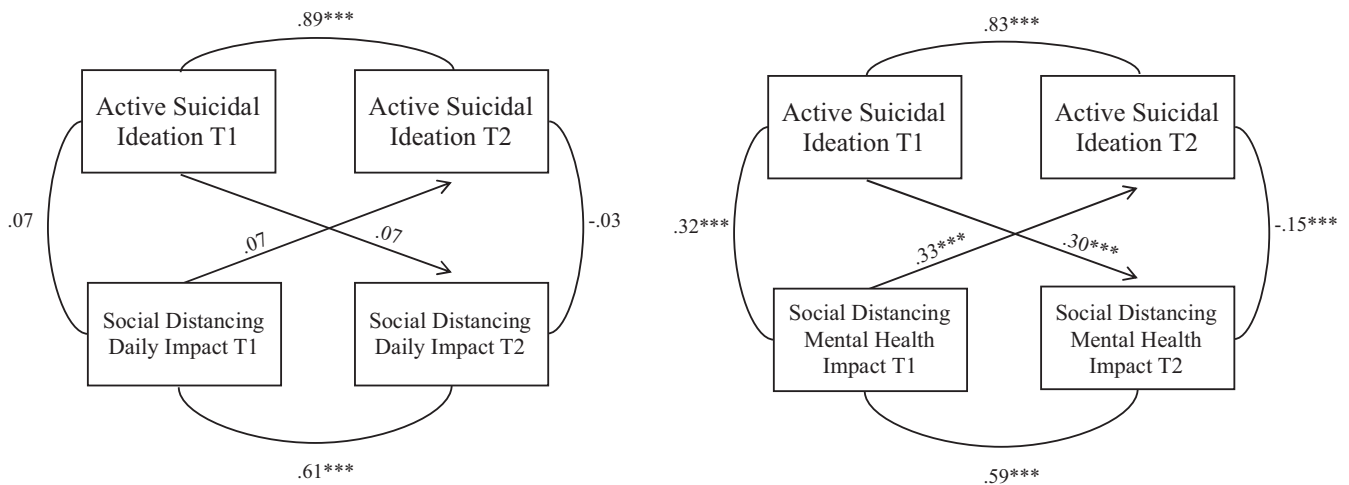 .89***
Active Suicidal
Ideation T1
Active Suicidal
Ideation T2
.07
-.03
.07
.07
Social Distancing
Daily Impact T1
Social Distancing
Daily Impact T2
.61***
.83***
Active Suicidal
Ideation T1
Active Suicidal
Ideation T2
.32***
-.15***
.33***
.30***
Social Distancing
Mental Health
Impact T1
Social Distancing
Mental Health
Impact T2
.59***